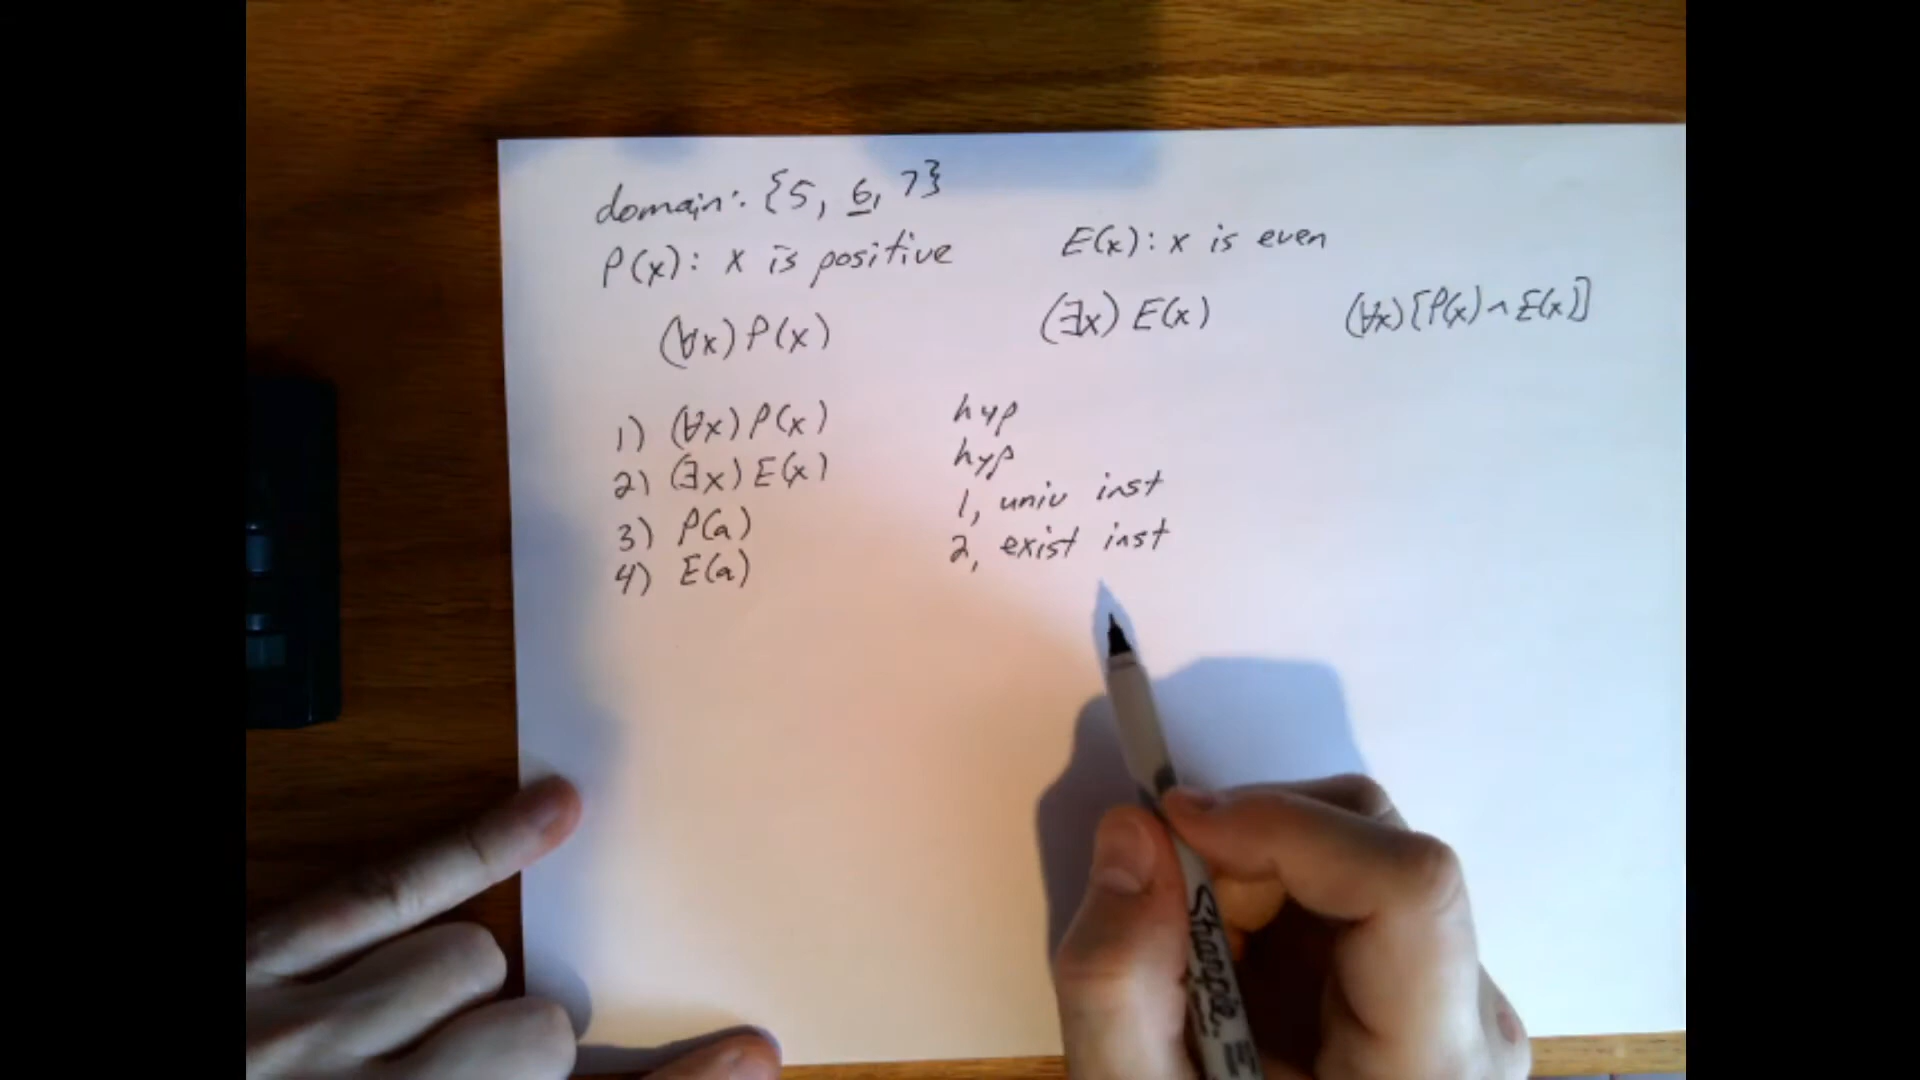 domain: {5, 6, 7}
P(x): x is positive E(x): x is even
(∀x) P(x) (∃x) E(x) (∀x)[P(x) ∧ E(x)]
1) (∀x) P(x) hyp
2) (∃x) E(x) hyp
3) P(a) 1, univ inst
4) E(a) 2, exist inst
Sharpie